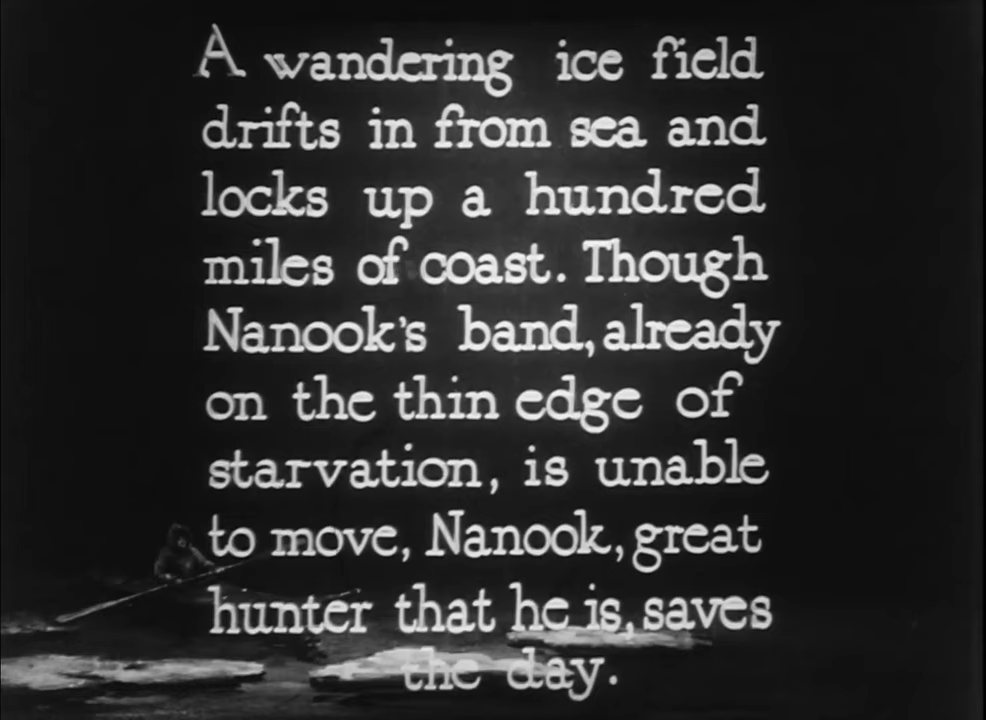 A wandering ice field
drifts in from sea and
locks up a hundred
miles of coast. Though
Nanook's band, already
on the thin edge of
starvation, is unable
to move, Nanook, great
hunter that he is, saves
the day.